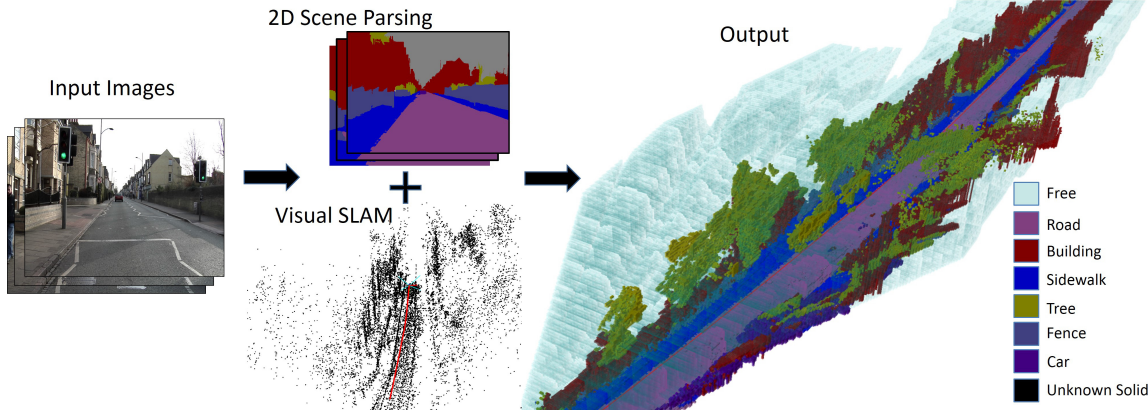 2D Scene Parsing
Output
Input Images
Visual SLAM
Free
Road
Building
Sidewalk
Tree
Fence
Car
Unknown Solid